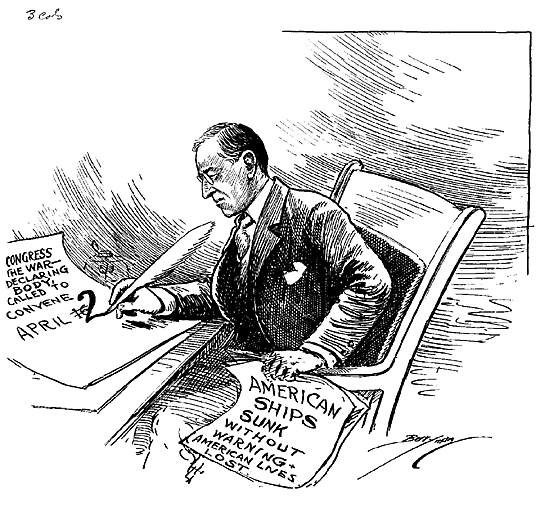 3 Cols
CONGRESS
THE WAR-
DECLARING
BODY,
CALLED TO
CONVENE
APRIL 16 2
AMERICAN
SHIPS
SUNK
WITHOUT
WARNING +
AMERICAN LIVES
LOST
Berryman